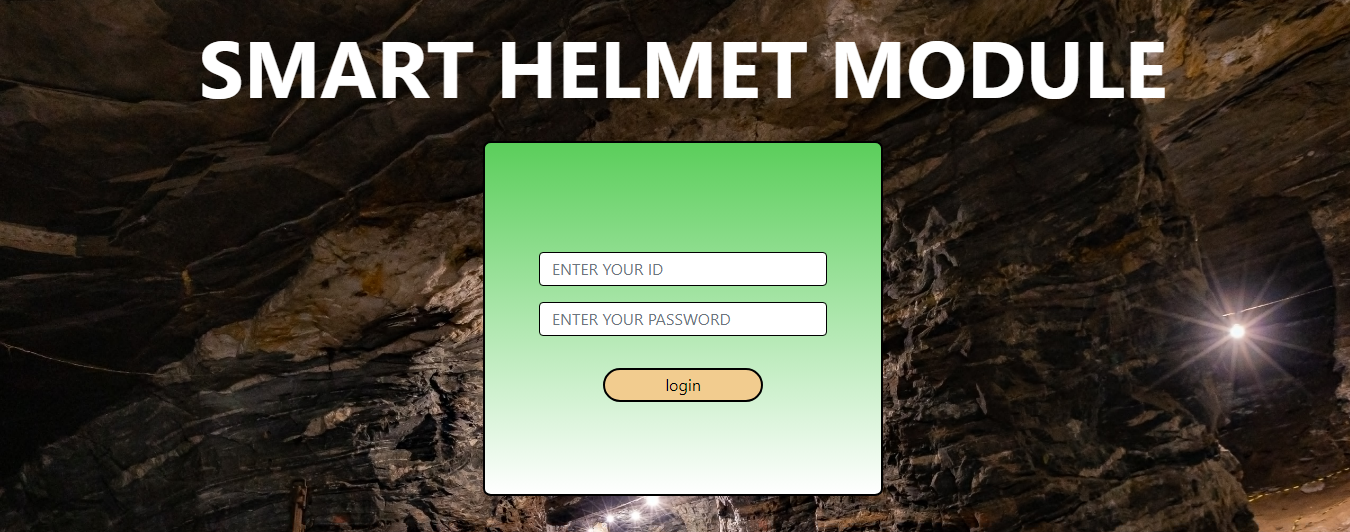 SMART HELMET MODULE
ENTER YOUR ID
ENTER YOUR PASSWORD
login